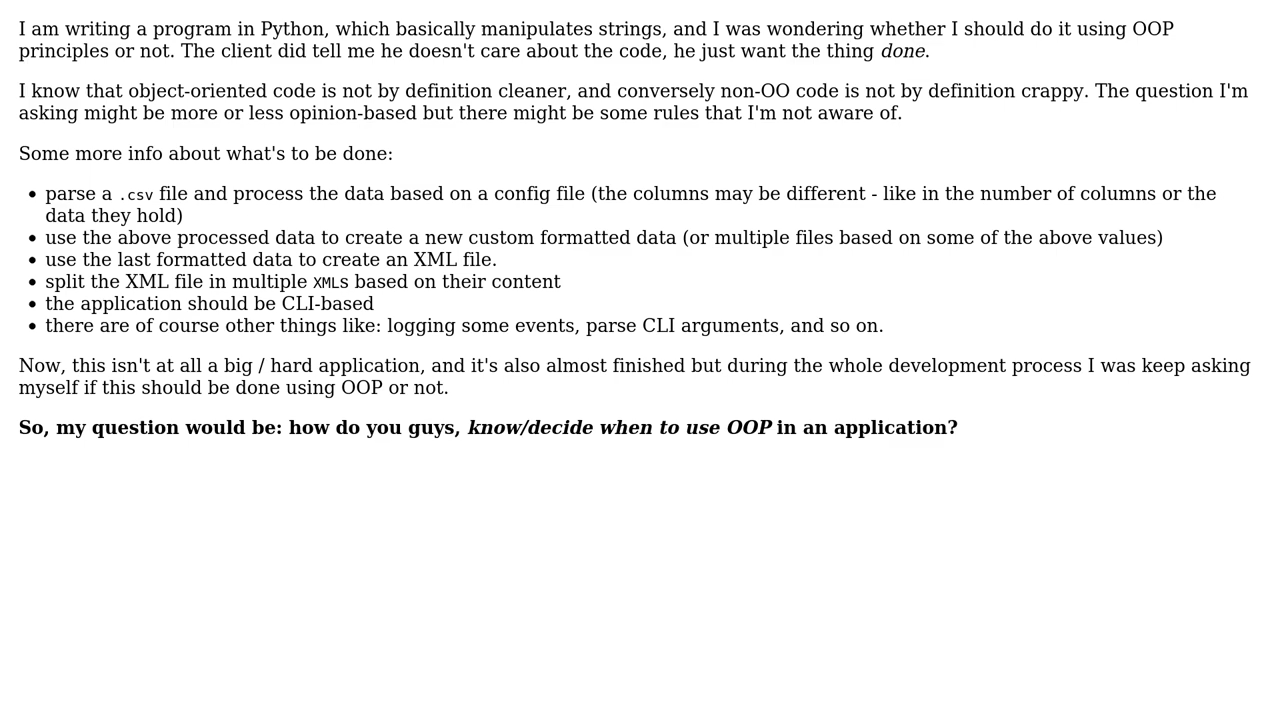 I am writing a program in Python, which basically manipulates strings, and I was wondering whether I should do it using OOP
principles or not. The client did tell me he doesn't care about the code, he just want the thing done.
I know that object-oriented code is not by definition cleaner, and conversely non-OO code is not by definition crappy. The question I'm
asking might be more or less opinion-based but there might be some rules that I'm not aware of.
Some more info about what's to be done:
• parse a .csv file and process the data based on a config file (the columns may be different - like in the number of columns or the
data they hold)
• use the above processed data to create a new custom formatted data (or multiple files based on some of the above values)
• use the last formatted data to create an XML file.
• split the XML file in multiple XMLs based on their content
• the application should be CLI-based
• there are of course other things like: logging some events, parse CLI arguments, and so on.
Now, this isn't at all a big / hard application, and it's also almost finished but during the whole development process I was keep asking
myself if this should be done using OOP or not.
So, my question would be: how do you guys, know/decide when to use OOP in an application?